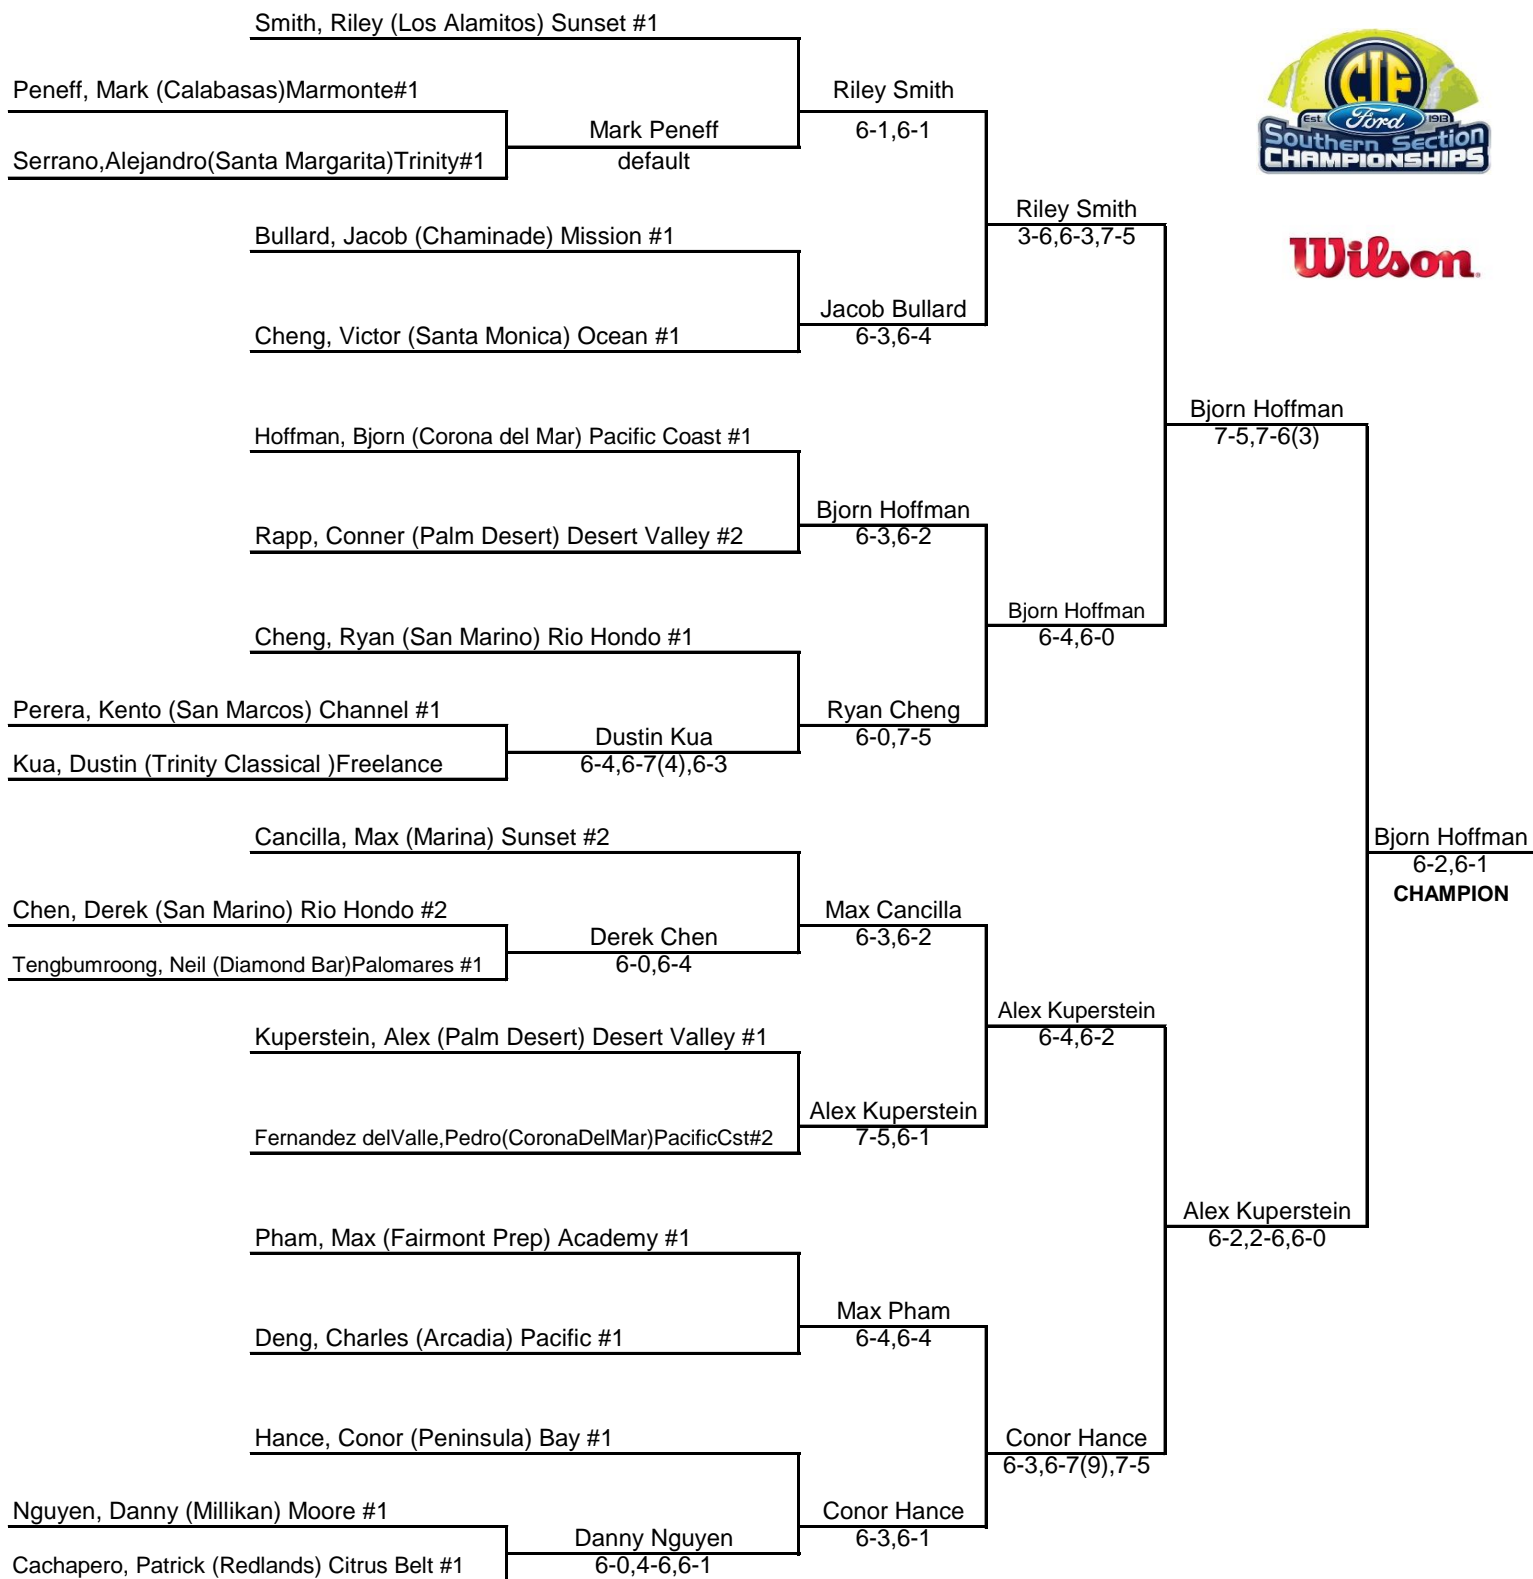 Smith, Riley (Los Alamitos) Sunset #1
Peneff, Mark (Calabasas)Marmonte#1
Serrano,Alejandro(Santa Margarita)Trinity#1
Mark Peneff
default
Riley Smith
6-1,6-1
CIF
Est. Ford 1913
Southern Section
CHAMPIONSHIPS
Wilson
Bullard, Jacob (Chaminade) Mission #1
Riley Smith
3-6,6-3,7-5
Cheng, Victor (Santa Monica) Ocean #1
Jacob Bullard
6-3,6-4
Hoffman, Bjorn (Corona del Mar) Pacific Coast #1
Bjorn Hoffman
7-5,7-6(3)
Rapp, Conner (Palm Desert) Desert Valley #2
Bjorn Hoffman
6-3,6-2
Cheng, Ryan (San Marino) Rio Hondo #1
Bjorn Hoffman
6-4,6-0
Perera, Kento (San Marcos) Channel #1
Kua, Dustin (Trinity Classical )Freelance
Dustin Kua
6-4,6-7(4),6-3
Ryan Cheng
6-0,7-5
Cancilla, Max (Marina) Sunset #2
Bjorn Hoffman
6-2,6-1
CHAMPION
Chen, Derek (San Marino) Rio Hondo #2
Tengbumroong, Neil (Diamond Bar)Palomares #1
Derek Chen
6-0,6-4
Max Cancilla
6-3,6-2
Kuperstein, Alex (Palm Desert) Desert Valley #1
Alex Kuperstein
6-4,6-2
Fernandez delValle,Pedro(CoronaDelMar)PacificCst#2
Alex Kuperstein
7-5,6-1
Pham, Max (Fairmont Prep) Academy #1
Alex Kuperstein
6-2,2-6,6-0
Deng, Charles (Arcadia) Pacific #1
Max Pham
6-4,6-4
Hance, Conor (Peninsula) Bay #1
Conor Hance
6-3,6-7(9),7-5
Nguyen, Danny (Millikan) Moore #1
Cachapero, Patrick (Redlands) Citrus Belt #1
Danny Nguyen
6-0,4-6,6-1
Conor Hance
6-3,6-1